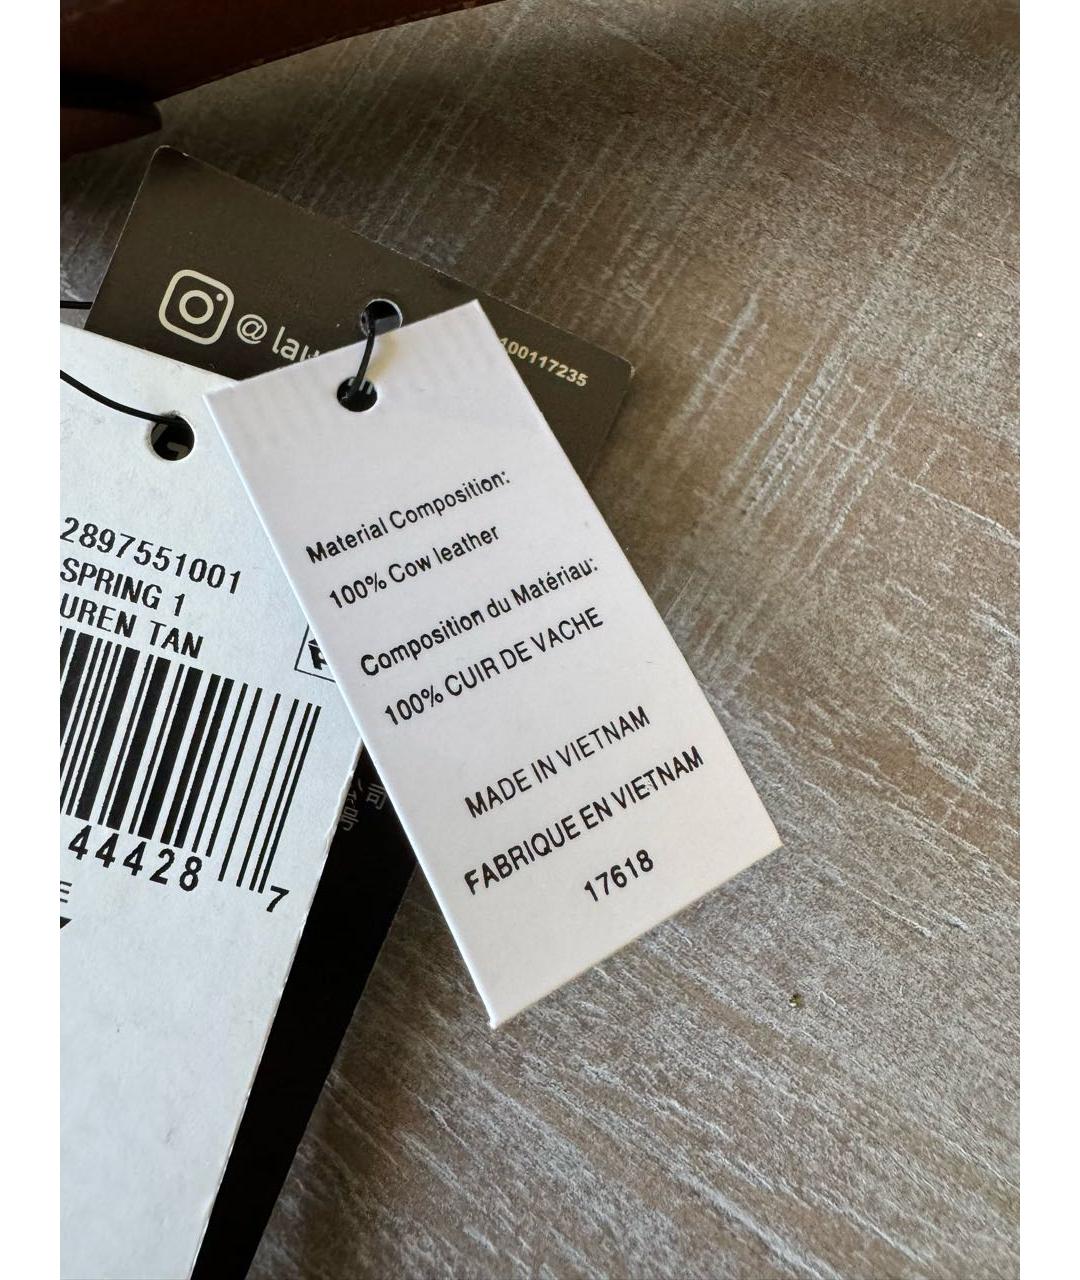 @
100117235
2897551001
SPRING 1
UREN TAN
44428 7
Material Composition:
100% Cow leather
Composition du Matériau:
100% CUIR DE VACHE
MADE IN VIETNAM
FABRIQUE EN VIETNAM
17618